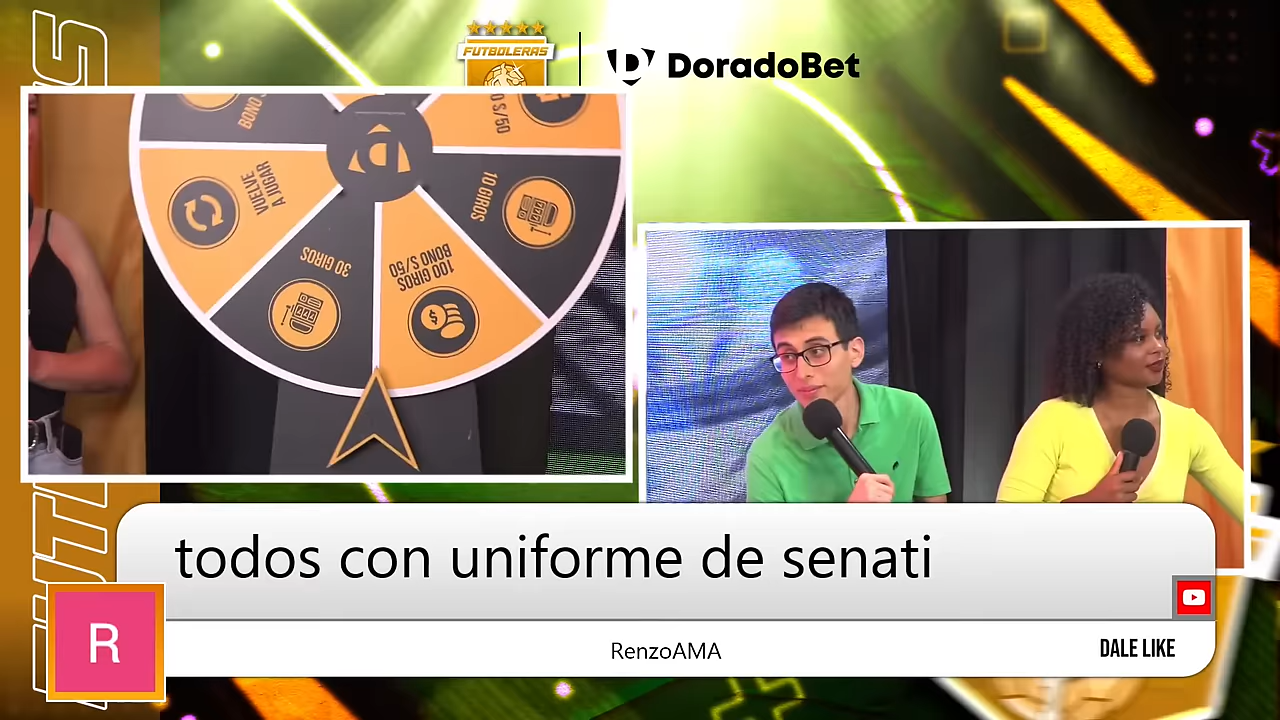 FUTBOLERAS
DoradoBet
VUELVE
A JUGAR
30 GIROS
100 GIROS
BONO S/50
10 GIROS
BONO
S/50
todos con uniforme de senati
RenzoAMA
DALE LIKE
R